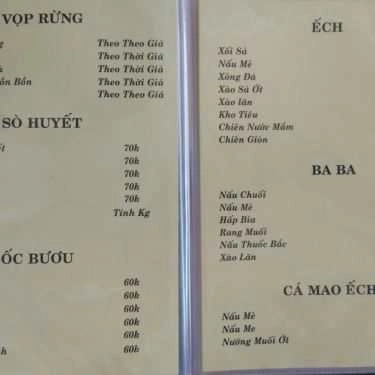 VỌP RỪNG
Theo Theo Giá
Theo Thời Giá
Theo Thời Giá
Theo Theo Giá
SÒ HUYẾT
70k
70k
70k
70k
70k
Tính Kg
ỐC BƯƠU
60k
60k
60k
60k
60k
60k
ẾCH
Xối Sả
Nấu Mẻ
Xông Đá
Xào Sả Ớt
Xào lăn
Kho Tiêu
Chiên Nước Mắm
Chiên Giòn
BA BA
Nấu Chuối
Nấu Mẻ
Hấp Bia
Rang Muối
Nấu Thuốc Bắc
Xào Lăn
CÁ MAO ẾCH
Nấu Mẻ
Nấu Me
Nướng Muối Ớt